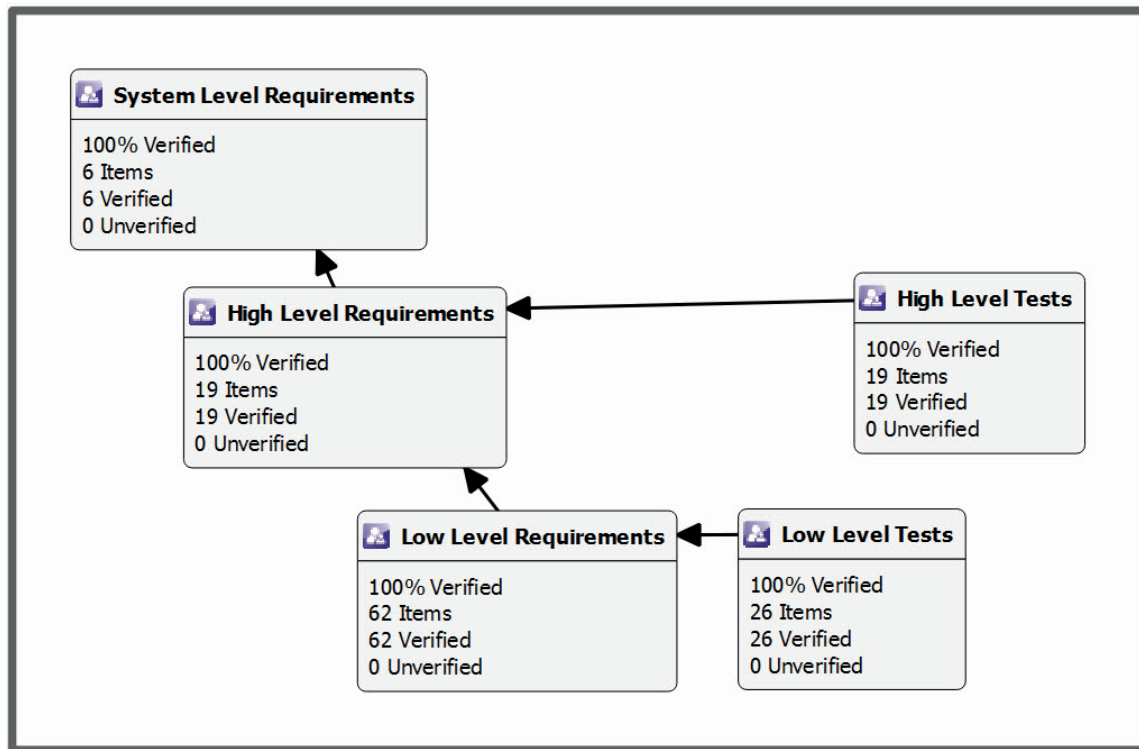 System Level Requirements
100% Verified
6 Items
6 Verified
0 Unverified
High Level Requirements
100% Verified
19 Items
19 Verified
0 Unverified
High Level Tests
100% Verified
19 Items
19 Verified
0 Unverified
Low Level Requirements
100% Verified
62 Items
62 Verified
0 Unverified
Low Level Tests
100% Verified
26 Items
26 Verified
0 Unverified